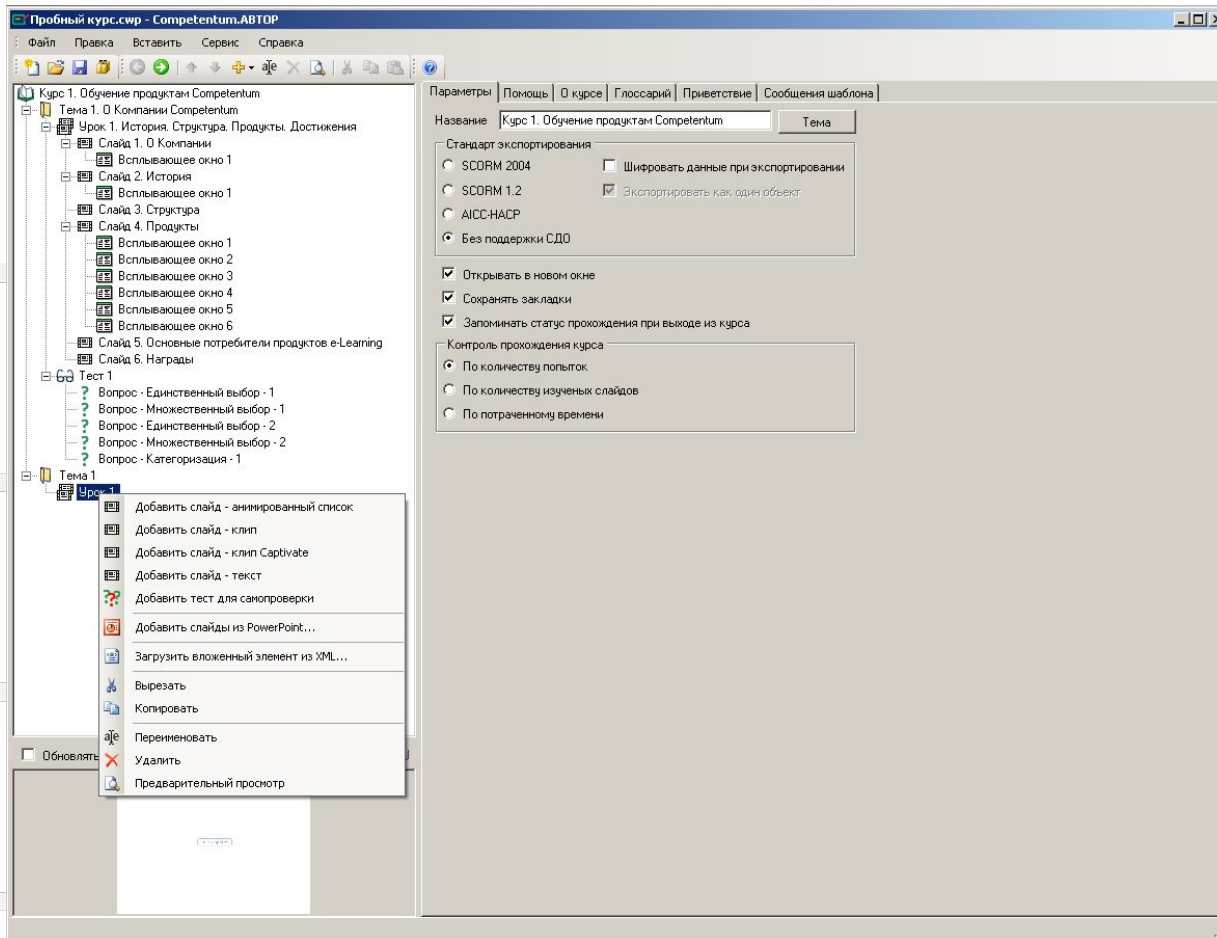 Пробный курс.cwp - Competentum.АВТОР
Файл Правка Вставить Сервис Справка
Курс 1. Обучение продуктам Competentum
Тема 1. О Компании Competentum
Урок 1. История. Структура. Продукты. Достижения
Слайд 1. О Компании
Всплывающее окно 1
Слайд 2. История
Всплывающее окно 1
Слайд 3. Структура
Слайд 4. Продукты
Всплывающее окно 1
Всплывающее окно 2
Всплывающее окно 3
Всплывающее окно 4
Всплывающее окно 5
Всплывающее окно 6
Слайд 5. Основные потребители продуктов e-Learning
Слайд 6. Награды
Тест 1
Вопрос - Единственный выбор - 1
Вопрос - Множественный выбор - 1
Вопрос - Единственный выбор - 2
Вопрос - Множественный выбор - 2
Вопрос - Категоризация - 1
Тема 1
Урок 1
Добавить слайд - анимированный список
Добавить слайд - клип
Добавить слайд - клип Captivate
Добавить слайд - текст
Добавить тест для самопроверки
Добавить слайды из PowerPoint...
Загрузить вложенный элемент из XML...
Вырезать
Копировать
Переименовать
Удалить
Предварительный просмотр
Обновлять
Параметры Помощь О курсе Глоссарий Приветствие Сообщения шаблона
Название Курс 1. Обучение продуктам Competentum Тема
Стандарт экспортирования
SCORM 2004 Шифровать данные при экспортировании
SCORM 1.2 Экспортировать как один объект
AICC-HACP
Без поддержки СДО
Открывать в новом окне
Сохранять закладки
Запоминать статус прохождения при выходе из курса
Контроль прохождения курса
По количеству попыток
По количеству изученых слайдов
По потраченному времени